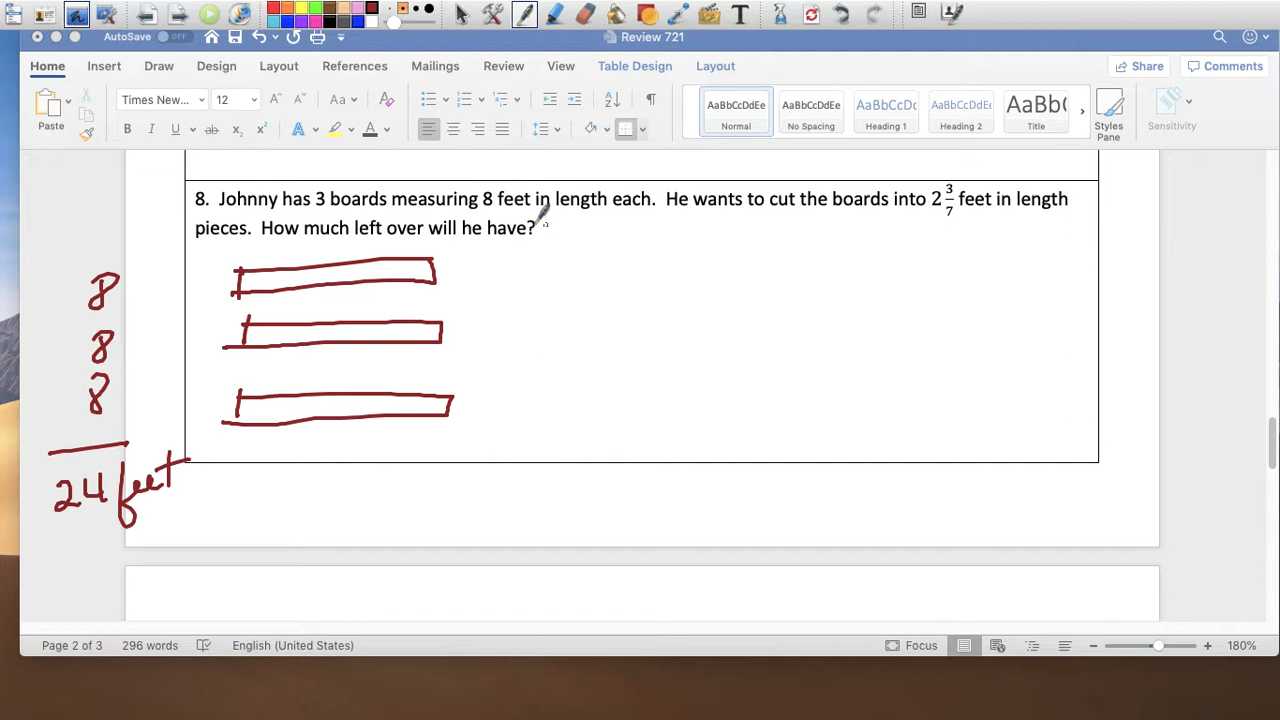 AutoSave OFF Review 721
Home Insert Draw Design Layout References Mailings Review View Table Design Layout Share Comments
Paste Times New... 12 Aa AaBbCcDdEe Normal AaBbCcDdEe No Spacing AaBbCcDc Heading 1 AaBbCcDdEe Heading 2 AaBbC Title Styles Pane Sensitivity
8. Johnny has 3 boards measuring 8 feet in length each. He wants to cut the boards into 2 3/7 feet in length
pieces. How much left over will he have?
8
8
8
24 feet
Page 2 of 3 296 words English (United States) Focus 180%